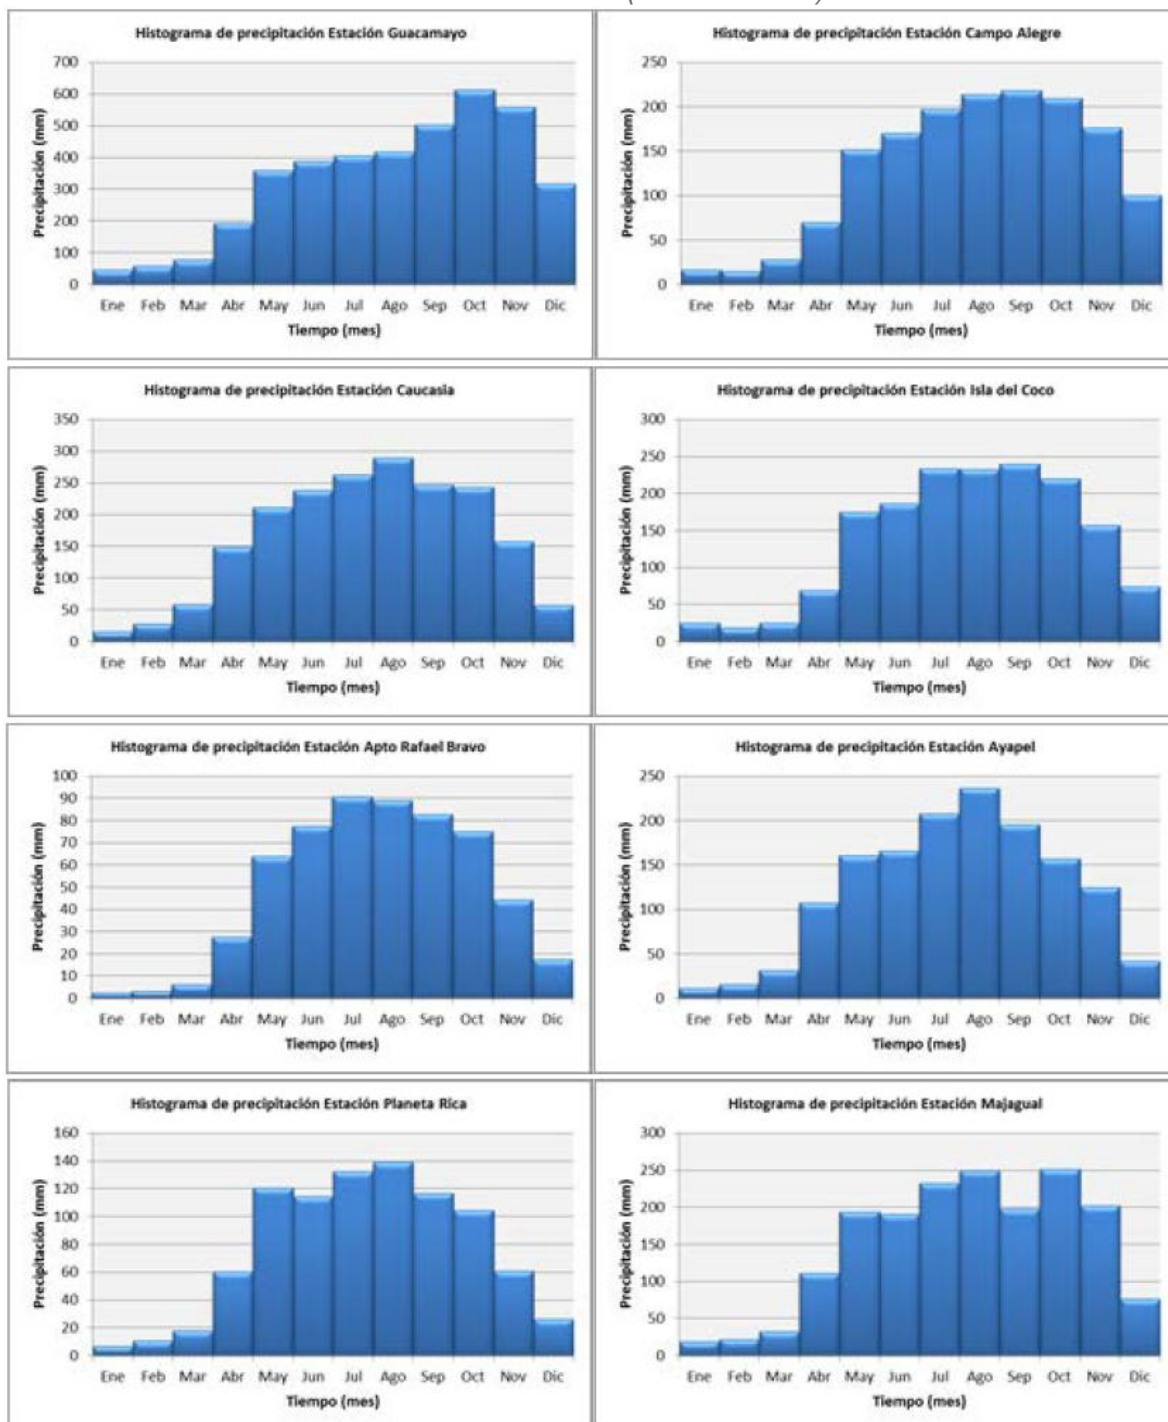 Histograma de precipitación Estación Guacamayo
Precipitación (mm)
700
600
500
400
300
200
100
0
Ene Feb Mar Abr May Jun Jul Ago Sep Oct Nov Dic
Tiempo (mes)
Histograma de precipitación Estación Campo Alegre
Precipitación (mm)
250
200
150
100
50
0
Ene Feb Mar Abr May Jun Jul Ago Sep Oct Nov Dic
Tiempo (mes)
Histograma de precipitación Estación Caucasia
Precipitación (mm)
350
300
250
200
150
100
50
0
Ene Feb Mar Abr May Jun Jul Ago Sep Oct Nov Dic
Tiempo (mes)
Histograma de precipitación Estación Isla del Coco
Precipitación (mm)
300
250
200
150
100
50
0
Ene Feb Mar Abr May Jun Jul Ago Sep Oct Nov Dic
Tiempo (mes)
Histograma de precipitación Estación Apto Rafael Bravo
Precipitación (mm)
100
90
80
70
60
50
40
30
20
10
0
Ene Feb Mar Abr May Jun Jul Ago Sep Oct Nov Dic
Tiempo (mes)
Histograma de precipitación Estación Ayapel
Precipitación (mm)
250
200
150
100
50
0
Ene Feb Mar Abr May Jun Jul Ago Sep Oct Nov Dic
Tiempo (mes)
Histograma de precipitación Estación Planeta Rica
Precipitación (mm)
160
140
120
100
80
60
40
20
0
Ene Feb Mar Abr May Jun Jul Ago Sep Oct Nov Dic
Tiempo (mes)
Histograma de precipitación Estación Majagual
Precipitación (mm)
300
250
200
150
100
50
0
Ene Feb Mar Abr May Jun Jul Ago Sep Oct Nov Dic
Tiempo (mes)